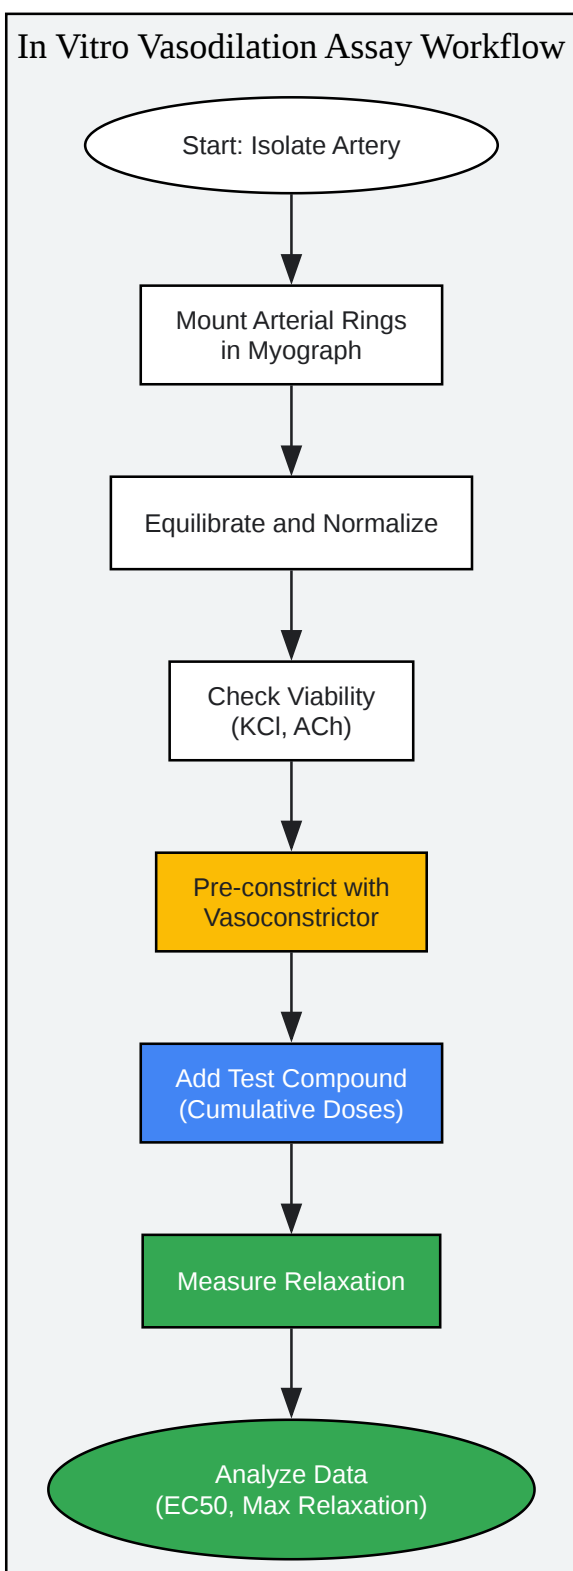 In Vitro Vasodilation Assay Workflow
Start: Isolate Artery
Mount Arterial Rings
in Myograph
Equilibrate and Normalize
Check Viability
(KCl, ACh)
Pre-constrict with
Vasoconstrictor
Add Test Compound
(Cumulative Doses)
Measure Relaxation
Analyze Data
(EC50, Max Relaxation)